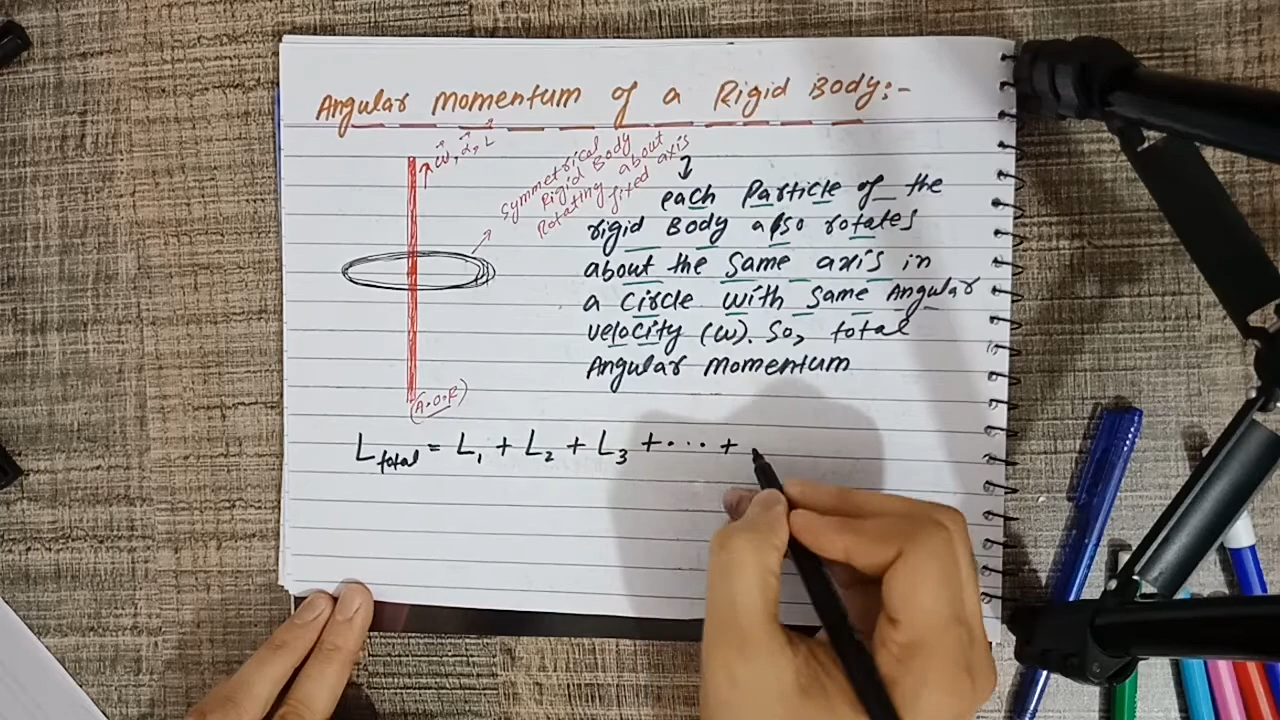 Angular Momentum of a Rigid Body:-
ω⃗, α⃗, L⃗
Symmetrical
Rigid Body
Rotating about
fixed axis
each Particle of the
rigid Body also rotates
about the same axis in
a circle with same Angular
velocity (ω). So, total
Angular momentum
(A.O.R)
L total = L₁ + L₂ + L₃ + .... +